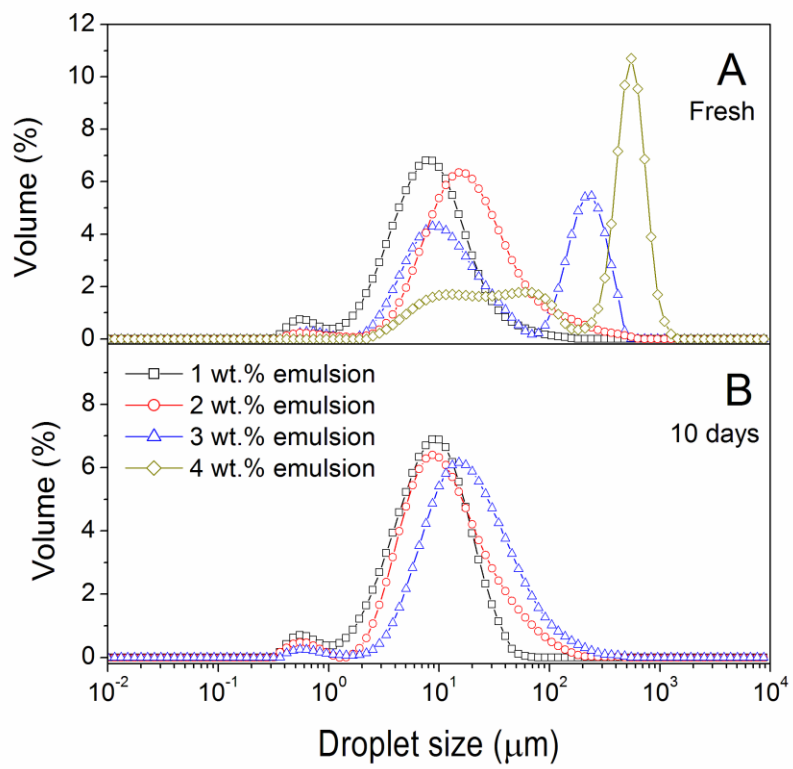 12
10
8
6
4
2
0
Volume (%)
A
Fresh
8
6
4
2
0
Volume (%)
1 wt.% emulsion
2 wt.% emulsion
3 wt.% emulsion
4 wt.% emulsion
B
10 days
10⁻² 10⁻¹ 10⁰ 10¹ 10² 10³ 10⁴
Droplet size (μm)